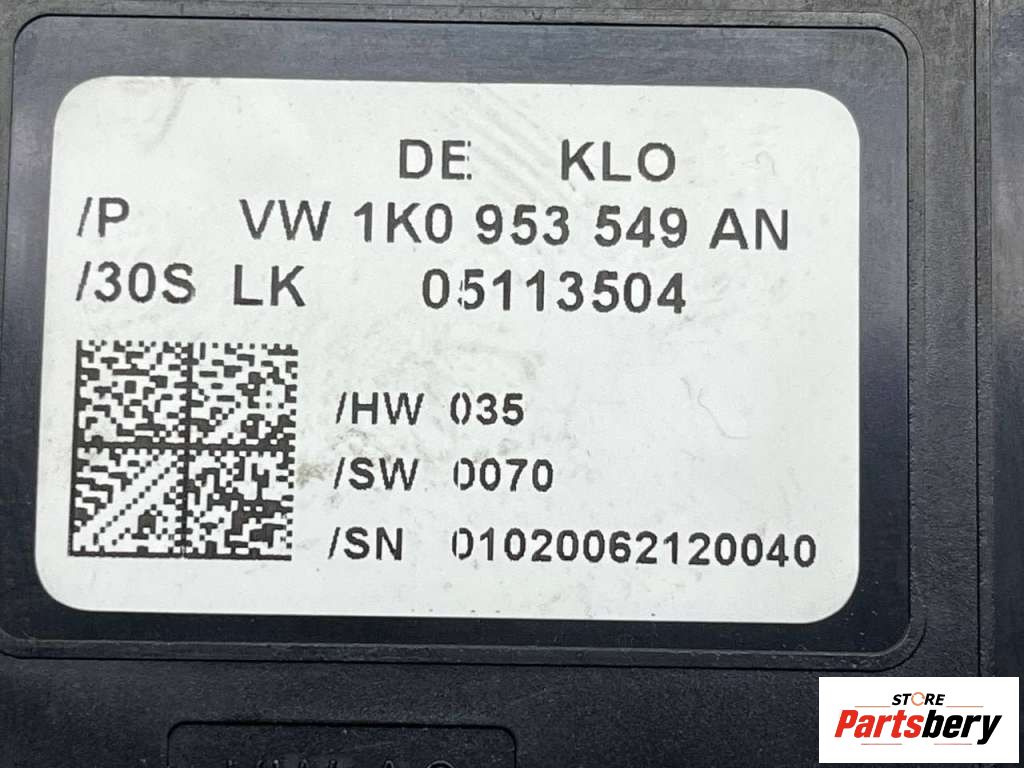 DE KLO
/P VW 1K0 953 549 AN
/30S LK 05113504
/HW 035
/SW 0070
/SN 01020062120040
STORE
Partsbery